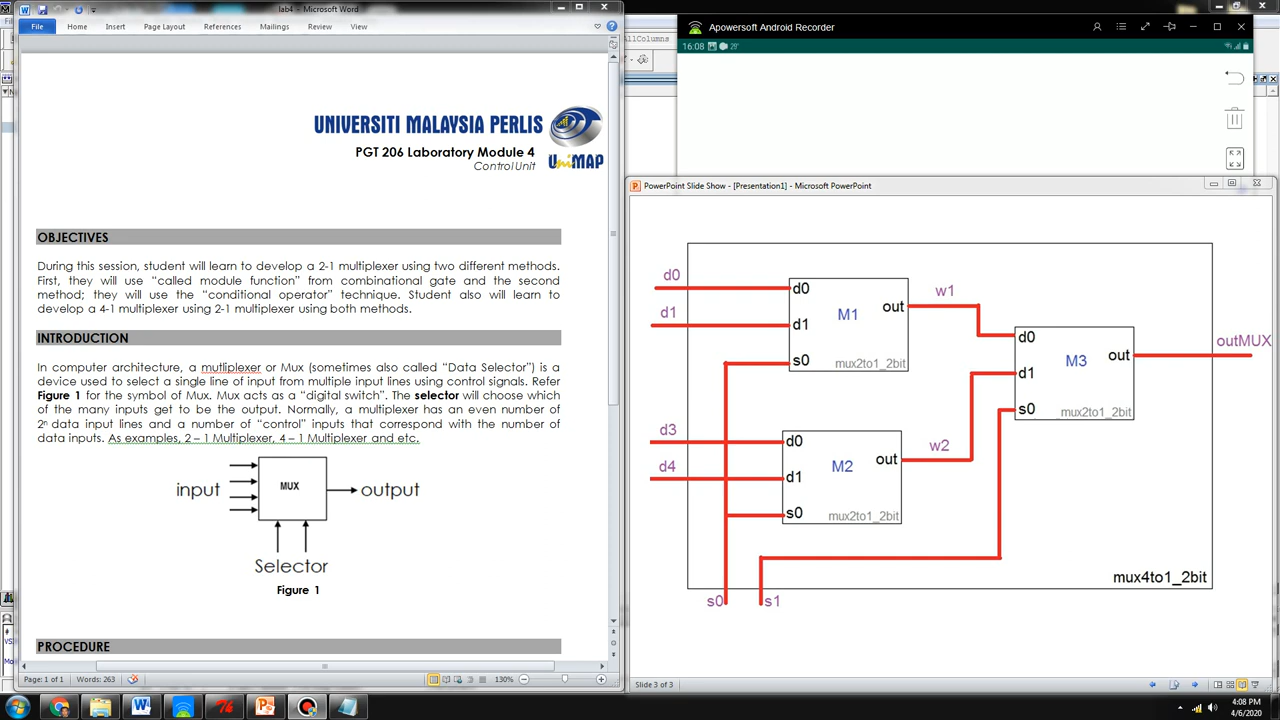 lab4 - Microsoft Word
File Home Insert Page Layout References Mailings Review View
UNIVERSITI MALAYSIA PERLIS
PGT 206 Laboratory Module 4
Control Unit
UniMAP
OBJECTIVES
During this session, student will learn to develop a 2-1 multiplexer using two different methods.
First, they will use “called module function” from combinational gate and the second
method; they will use the “conditional operator” technique. Student also will learn to
develop a 4-1 multiplexer using 2-1 multiplexer using both methods.
INTRODUCTION
In computer architecture, a mutliplexer or Mux (sometimes also called “Data Selector”) is a
device used to select a single line of input from multiple input lines using control signals. Refer
Figure 1 for the symbol of Mux. Mux acts as a “digital switch”. The selector will choose which
of the many inputs get to be the output. Normally, a multiplexer has an even number of
2ⁿ data input lines and a number of “control” inputs that correspond with the number of
data inputs. As examples, 2 – 1 Multiplexer, 4 – 1 Multiplexer and etc.
input
MUX
output
Selector
Figure 1
PROCEDURE
Page: 1 of 1 Words: 263 130%
AllColumns
Apowersoft Android Recorder
16:08 28°
PowerPoint Slide Show - [Presentation1] - Microsoft PowerPoint
d0
d1
d0
d1
s0
M1
out
mux2to1_2bit
w1
d3
d4
d0
d1
s0
M2
out
mux2to1_2bit
w2
d0
d1
s0
M3
out
mux2to1_2bit
outMUX
mux4to1_2bit
s0
s1
Slide 3 of 3
4:08 PM
4/6/2020